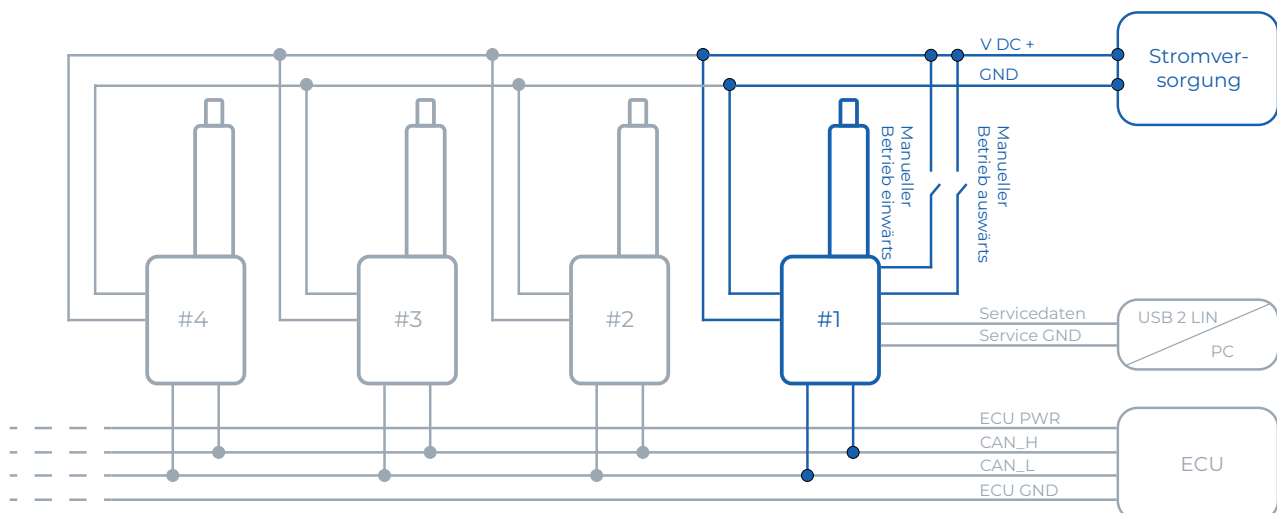 V DC +
GND
Stromver-
sorgung
Manueller
Betrieb einwärts
Manueller
Betrieb auswärts
#4
#3
#2
#1
Servicedaten
Service GND
USB 2 LIN
PC
ECU PWR
CAN_H
CAN_L
ECU GND
ECU